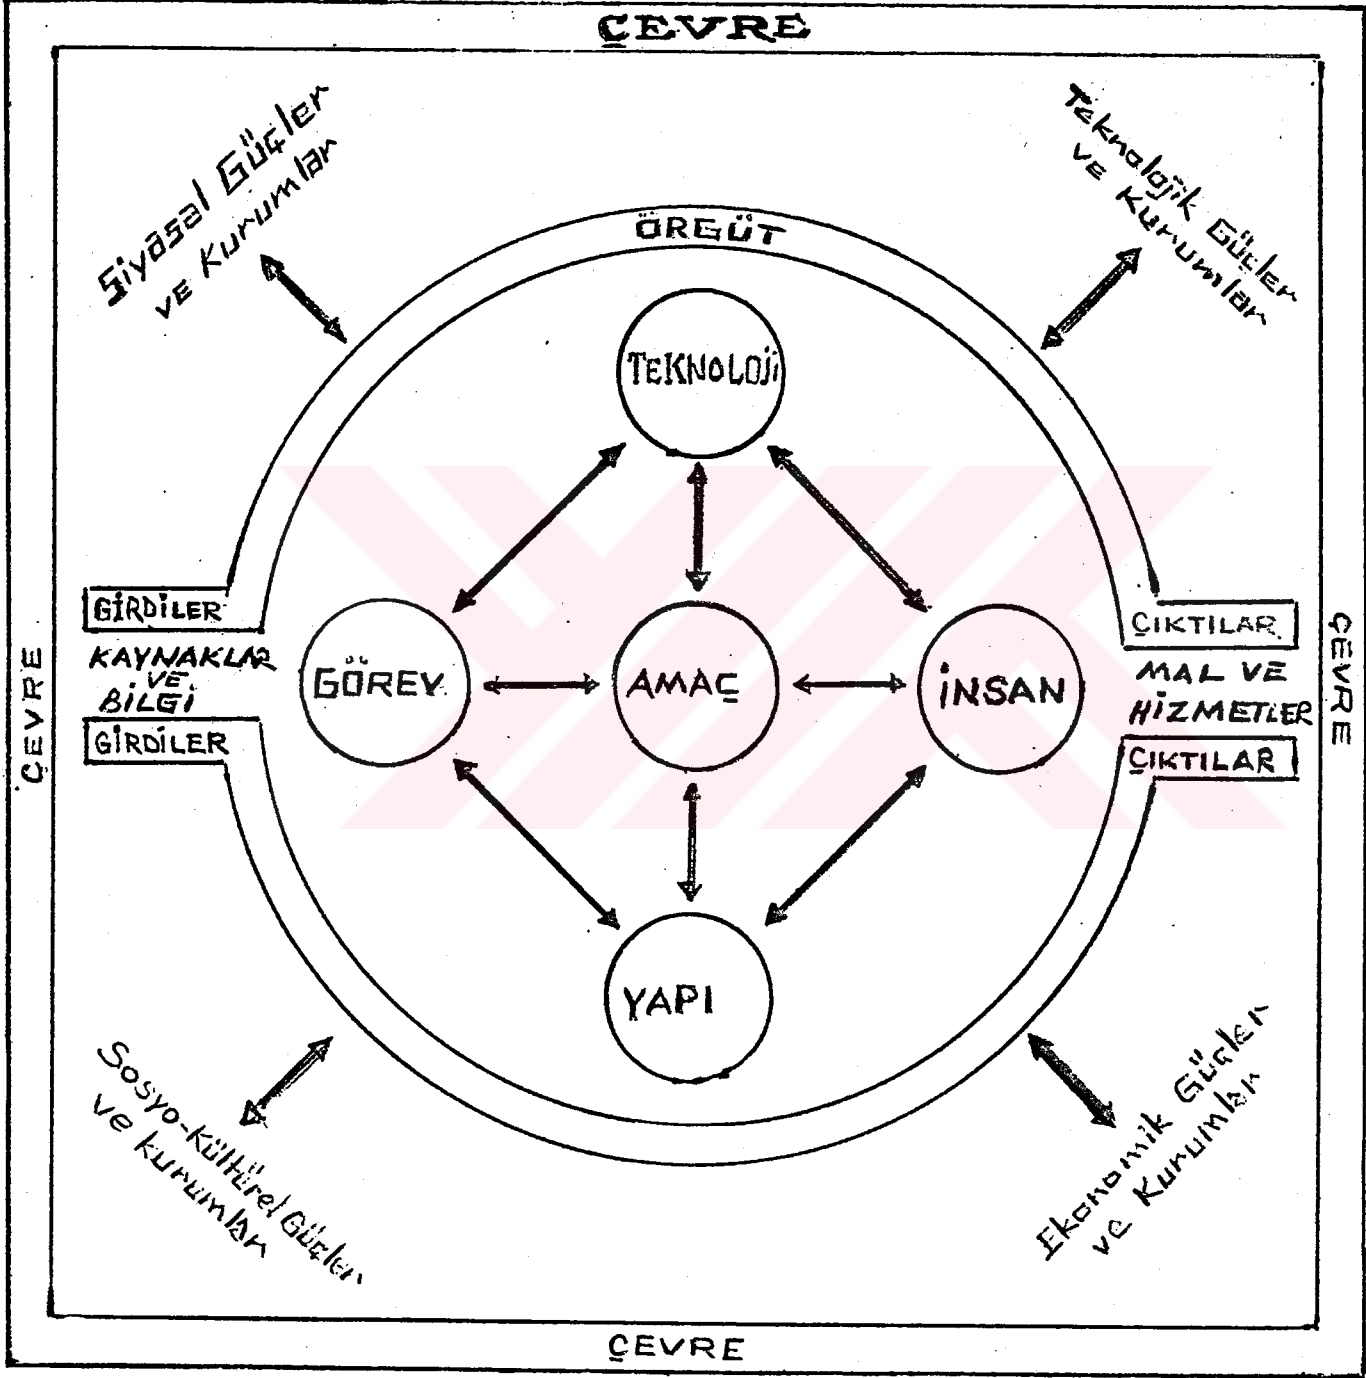 ÇEVRE
Siyasal Güçler
ve Kurumlar
Teknolojik Güçler
ve Kurumlar
ÖRGÜT
TEKNOLOJİ
GİRDİLER
KAYNAKLAR
VE
BİLGİ
GİRDİLER
GÖREV
AMAÇ
İNSAN
ÇIKTILAR
MAL VE
HİZMETLER
ÇIKTILAR
ÇEVRE
ÇEVRE
YAPI
Sosyo-kültürel Güçler
ve kurumlar
Ekonomik Güçler
ve Kurumlar
ÇEVRE